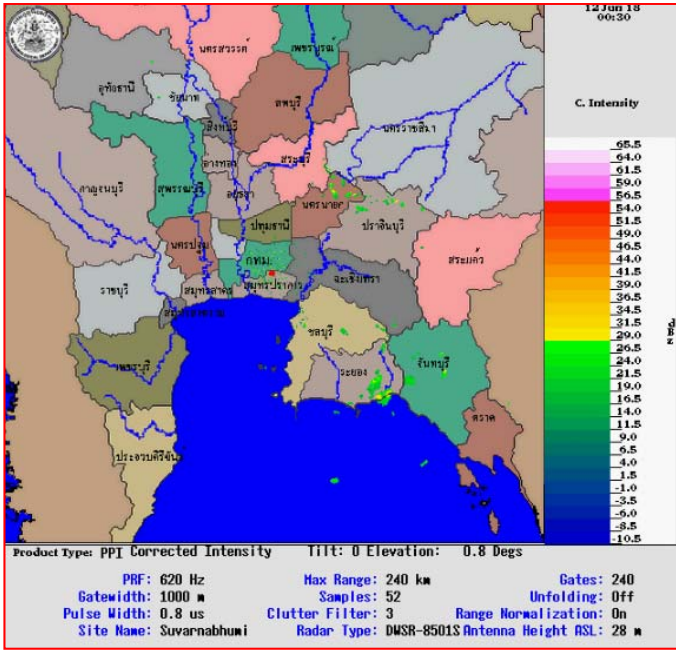 12 Jun 18
00:30
C. Intensity
65.5
64.0
61.5
59.0
56.5
54.0
51.5
49.0
46.5
44.0
41.5
39.0
36.5
34.0
31.5
29.0
26.5
24.0
21.5
19.0
16.5
14.0
11.5
9.0
6.5
4.0
1.5
-1.0
-3.5
-6.0
-8.5
-10.5
นครสวรรค์
เพชรบูรณ์
อุทัยธานี
ชัยนาท
ลพบุรี
นครราชสีมา
สิงห์บุรี
อ่างทอง
สระบุรี
กาญจนบุรี
สุพรรณบุรี
อยุธยา
นครนายก
ปราจีนบุรี
ปทุมธานี
นครปฐม
กทม.
สระแก้ว
ราชบุรี
สมุทรสาคร
สมุทรปราการ
ฉะเชิงเทรา
สมุทรสงคราม
ชลบุรี
เพชรบุรี
ระยอง
จันทบุรี
ตราด
ประจวบคีรีขันธ์
Product Type: PPI Corrected Intensity Tilt: 0 Elevation: 0.8 Degs
PRF: 620 Hz Max Range: 240 km Gates: 240
Gatewidth: 1000 m Samples: 52 Unfolding: Off
Pulse Width: 0.8 us Clutter Filter: 3 Range Normalization: On
Site Name: Suvarnabhumi Radar Type: DWSR-8501S Antenna Height ASL: 28 m